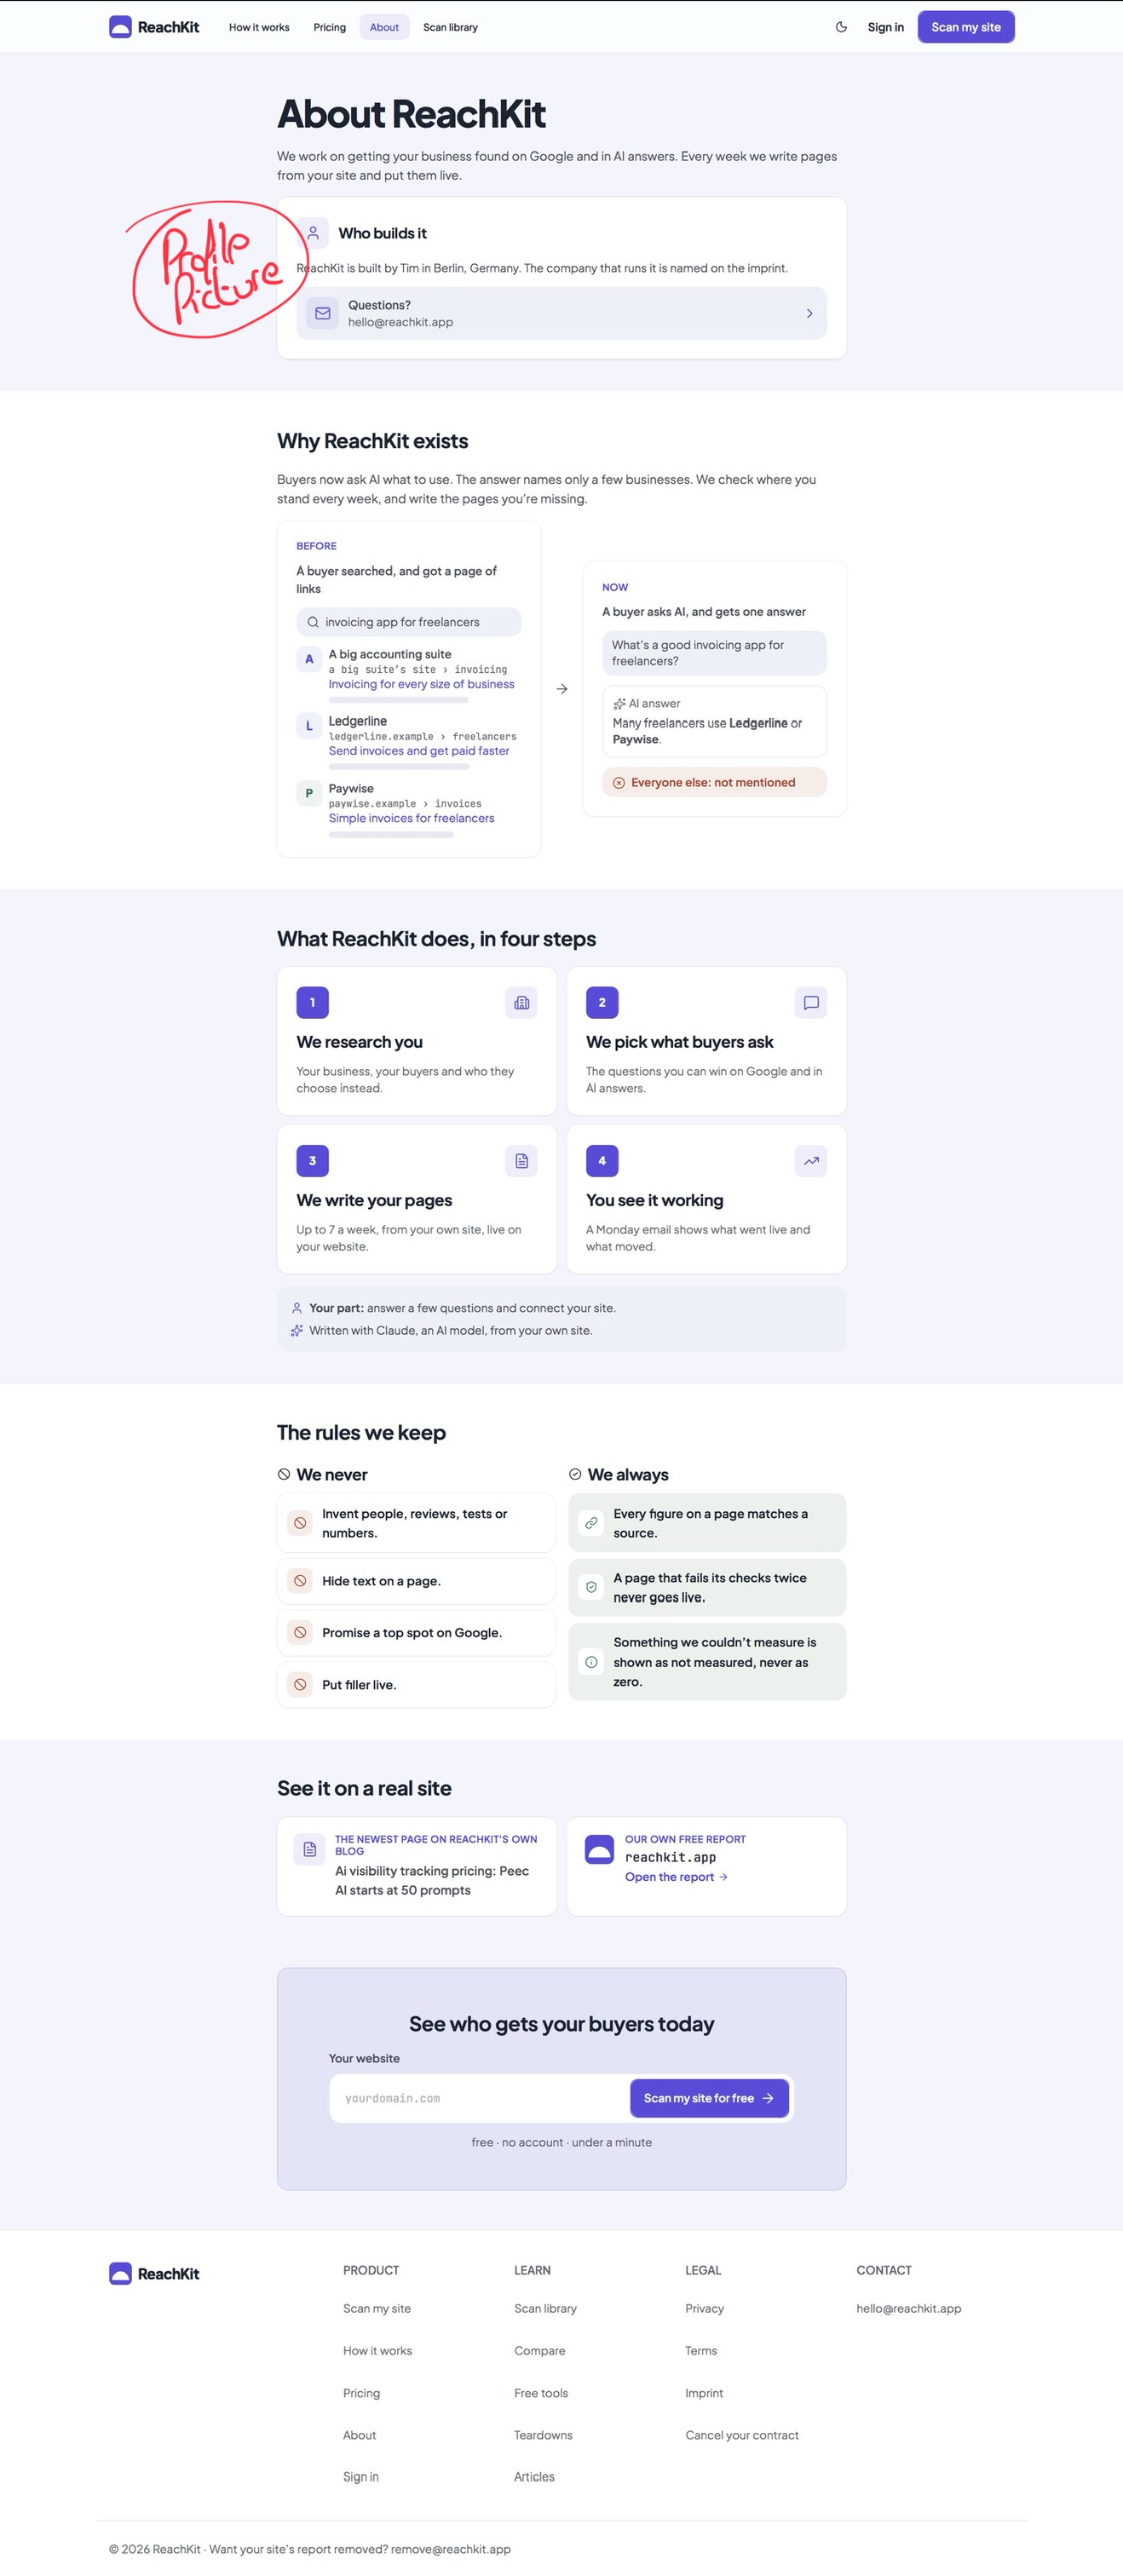 ReachKit
How it works
Pricing
About
Scan library
Sign in
Scan my site
About ReachKit
We work on getting your business found on Google and in AI answers. Every week we write pages
from your site and put them live.
Profile
Picture
Who builds it
ReachKit is built by Tim in Berlin, Germany. The company that runs it is named on the imprint.
Questions?
hello@reachkit.app
Why ReachKit exists
Buyers now ask AI what to use. The answer names only a few businesses. We check where you
stand every week, and write the pages you're missing.
BEFORE
A buyer searched, and got a page of
links
invoicing app for freelancers
A
A big accounting suite
a big suite's site › invoicing
Invoicing for every size of business
L
Ledgerline
ledgerline.example › freelancers
Send invoices and get paid faster
P
Paywise
paywise.example › invoices
Simple invoices for freelancers
NOW
A buyer asks AI, and gets one answer
What's a good invoicing app for
freelancers?
AI answer
Many freelancers use Ledgerline or
Paywise.
Everyone else: not mentioned
What ReachKit does, in four steps
1
We research you
Your business, your buyers and who they
choose instead.
2
We pick what buyers ask
The questions you can win on Google and in
AI answers.
3
We write your pages
Up to 7 a week, from your own site, live on
your website.
4
You see it working
A Monday email shows what went live and
what moved.
Your part: answer a few questions and connect your site.
Written with Claude, an AI model, from your own site.
The rules we keep
We never
Invent people, reviews, tests or
numbers.
Hide text on a page.
Promise a top spot on Google.
Put filler live.
We always
Every figure on a page matches a
source.
A page that fails its checks twice
never goes live.
Something we couldn't measure is
shown as not measured, never as
zero.
See it on a real site
THE NEWEST PAGE ON REACHKIT'S OWN
BLOG
Ai visibility tracking pricing: Peec
AI starts at 50 prompts
OUR OWN FREE REPORT
reachkit.app
Open the report →
See who gets your buyers today
Your website
yourdomain.com
Scan my site for free →
free · no account · under a minute
ReachKit
PRODUCT
Scan my site
How it works
Pricing
About
Sign in
LEARN
Scan library
Compare
Free tools
Teardowns
Articles
LEGAL
Privacy
Terms
Imprint
Cancel your contract
CONTACT
hello@reachkit.app
© 2026 ReachKit · Want your site's report removed? remove@reachkit.app